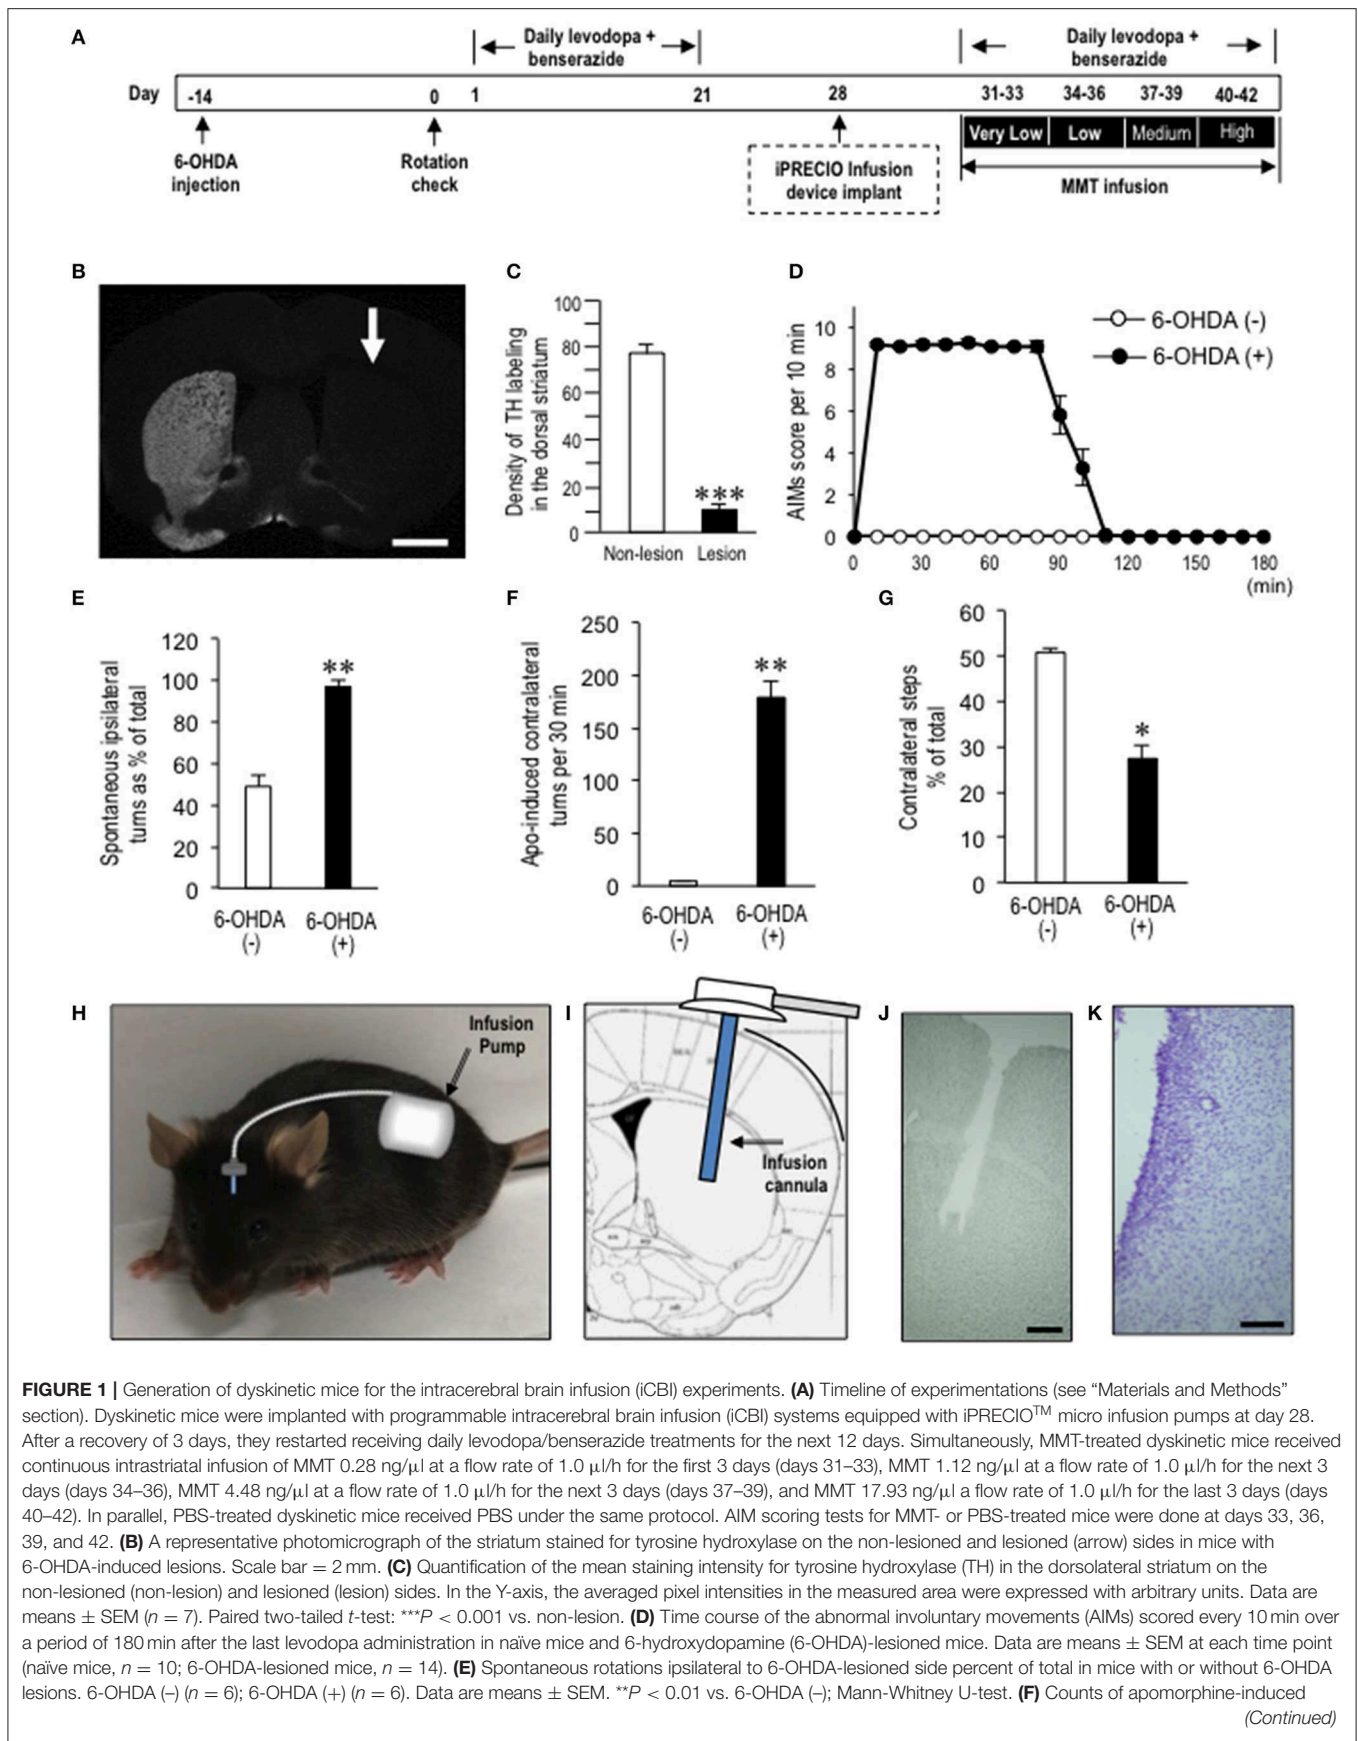 A
Daily levodopa +
benserazide
Daily levodopa +
benserazide
Day
-14
0
1
21
28
31-33
34-36
37-39
40-42
Very Low
Low
Medium
High
6-OHDA
injection
Rotation
check
iPRECIO Infusion
device implant
MMT infusion
B
C
Density of TH labeling
in the dorsal striatum
100
80
60
40
20
0
***
Non-lesion
Lesion
D
AIMs score per 10 min
10
8
6
4
2
0
6-OHDA (-)
6-OHDA (+)
0
30
60
90
120
150
180
(min)
E
Spontaneous ipsilateral
turns as % of total
120
100
80
60
40
20
0
**
6-OHDA
(-)
6-OHDA
(+)
F
Apo-induced contralateral
turns per 30 min
250
200
150
100
50
0
**
6-OHDA
(-)
6-OHDA
(+)
G
Contralateral steps
% of total
60
50
40
30
20
10
0
*
6-OHDA
(-)
6-OHDA
(+)
H
Infusion
Pump
I
Infusion
cannula
J
K
FIGURE 1 | Generation of dyskinetic mice for the intracerebral brain infusion (iCBI) experiments. (A) Timeline of experimentations (see “Materials and Methods”
section). Dyskinetic mice were implanted with programmable intracerebral brain infusion (iCBI) systems equipped with iPRECIO™ micro infusion pumps at day 28.
After a recovery of 3 days, they restarted receiving daily levodopa/benserazide treatments for the next 12 days. Simultaneously, MMT-treated dyskinetic mice received
continuous intrastriatal infusion of MMT 0.28 ng/μl at a flow rate of 1.0 μl/h for the first 3 days (days 31–33), MMT 1.12 ng/μl at a flow rate of 1.0 μl/h for the next 3
days (days 34–36), MMT 4.48 ng/μl at a flow rate of 1.0 μl/h for the next 3 days (days 37–39), and MMT 17.93 ng/μl a flow rate of 1.0 μl/h for the last 3 days (days
40–42). In parallel, PBS-treated dyskinetic mice received PBS under the same protocol. AIM scoring tests for MMT- or PBS-treated mice were done at days 33, 36,
39, and 42. (B) A representative photomicrograph of the striatum stained for tyrosine hydroxylase on the non-lesioned and lesioned (arrow) sides in mice with
6-OHDA-induced lesions. Scale bar = 2 mm. (C) Quantification of the mean staining intensity for tyrosine hydroxylase (TH) in the dorsolateral striatum on the
non-lesioned (non-lesion) and lesioned (lesion) sides. In the Y-axis, the averaged pixel intensities in the measured area were expressed with arbitrary units. Data are
means ± SEM (n = 7). Paired two-tailed t-test: ***P < 0.001 vs. non-lesion. (D) Time course of the abnormal involuntary movements (AIMs) scored every 10 min over
a period of 180 min after the last levodopa administration in naïve mice and 6-hydroxydopamine (6-OHDA)-lesioned mice. Data are means ± SEM at each time point
(naïve mice, n = 10; 6-OHDA-lesioned mice, n = 14). (E) Spontaneous rotations ipsilateral to 6-OHDA-lesioned side percent of total in mice with or without 6-OHDA
lesions. 6-OHDA (–) (n = 6); 6-OHDA (+) (n = 6). Data are means ± SEM. **P < 0.01 vs. 6-OHDA (–); Mann-Whitney U-test. (F) Counts of apomorphine-induced
(Continued)